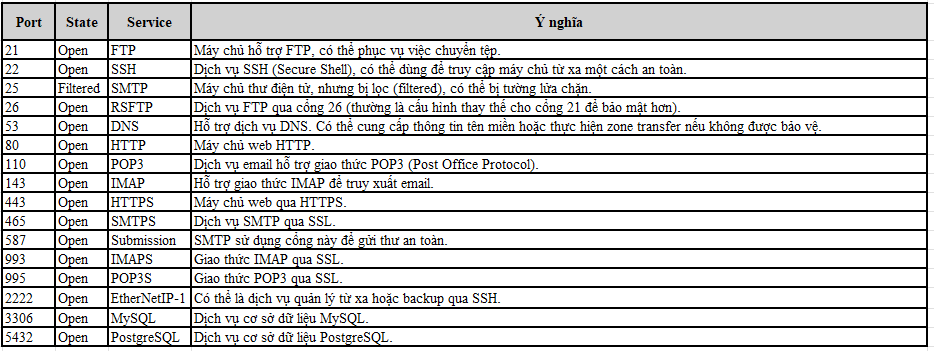 Port State Service Ý nghĩa
21 Open FTP Máy chủ hỗ trợ FTP, có thể phục vụ việc chuyển tệp.
22 Open SSH Dịch vụ SSH (Secure Shell), có thể dùng để truy cập máy chủ từ xa một cách an toàn.
25 Filtered SMTP Máy chủ thư điện tử, nhưng bị lọc (filtered), có thể bị tường lửa chặn.
26 Open RSFTP Dịch vụ FTP qua cổng 26 (thường là cấu hình thay thế cho cổng 21 để bảo mật hơn).
53 Open DNS Hỗ trợ dịch vụ DNS. Có thể cung cấp thông tin tên miền hoặc thực hiện zone transfer nếu không được bảo vệ.
80 Open HTTP Máy chủ web HTTP.
110 Open POP3 Dịch vụ email hỗ trợ giao thức POP3 (Post Office Protocol).
143 Open IMAP Hỗ trợ giao thức IMAP để truy xuất email.
443 Open HTTPS Máy chủ web qua HTTPS.
465 Open SMTPS Dịch vụ SMTP qua SSL.
587 Open Submission SMTP sử dụng cổng này để gửi thư an toàn.
993 Open IMAPS Giao thức IMAP qua SSL.
995 Open POP3S Giao thức POP3 qua SSL.
2222 Open EtherNetIP-1 Có thể là dịch vụ quản lý từ xa hoặc backup qua SSH.
3306 Open MySQL Dịch vụ cơ sở dữ liệu MySQL.
5432 Open PostgreSQL Dịch vụ cơ sở dữ liệu PostgreSQL.